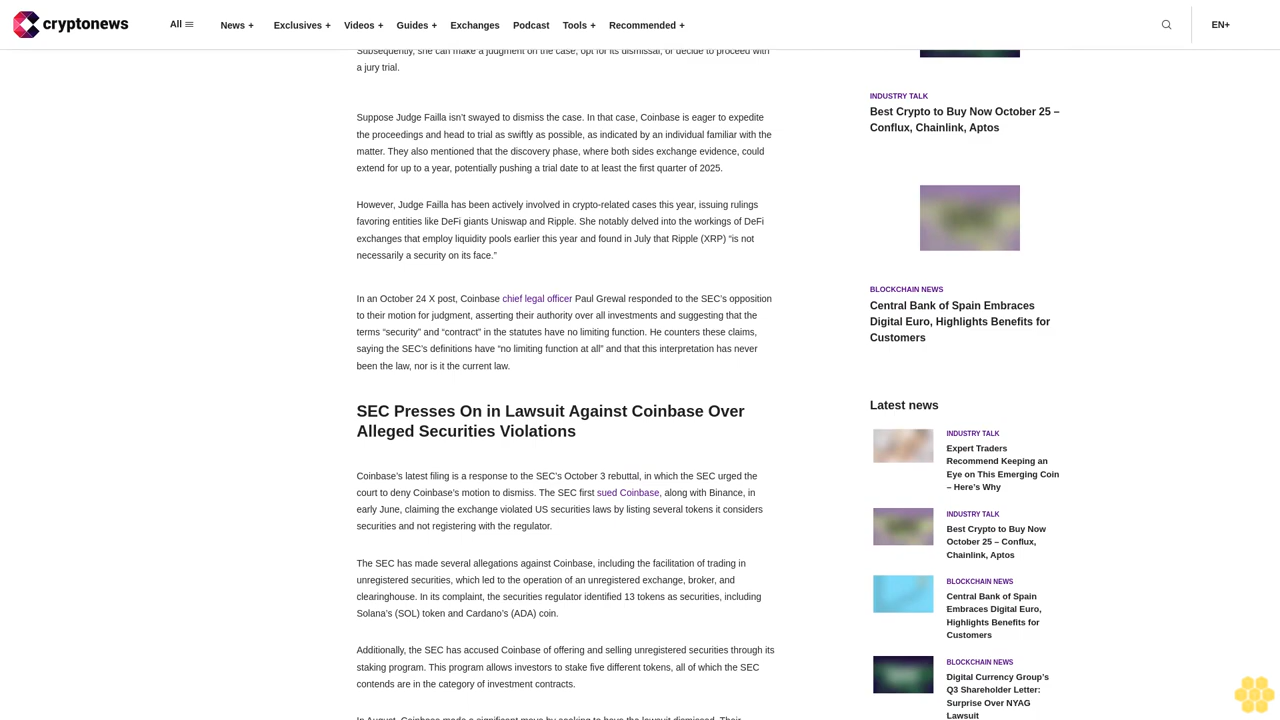 cryptonews
All
News +
Exclusives +
Videos +
Guides +
Exchanges
Podcast
Tools +
Recommended +
EN+
Subsequently, she can make a judgment on the case, opt for its dismissal, or decide to proceed with
a jury trial.
Suppose Judge Failla isn’t swayed to dismiss the case. In that case, Coinbase is eager to expedite
the proceedings and head to trial as swiftly as possible, as indicated by an individual familiar with the
matter. They also mentioned that the discovery phase, where both sides exchange evidence, could
extend for up to a year, potentially pushing a trial date to at least the first quarter of 2025.
However, Judge Failla has been actively involved in crypto-related cases this year, issuing rulings
favoring entities like DeFi giants Uniswap and Ripple. She notably delved into the workings of DeFi
exchanges that employ liquidity pools earlier this year and found in July that Ripple (XRP) “is not
necessarily a security on its face.”
In an October 24 X post, Coinbase chief legal officer Paul Grewal responded to the SEC’s opposition
to their motion for judgment, asserting their authority over all investments and suggesting that the
terms “security” and “contract” in the statutes have no limiting function. He counters these claims,
saying the SEC’s definitions have “no limiting function at all” and that this interpretation has never
been the law, nor is it the current law.
SEC Presses On in Lawsuit Against Coinbase Over
Alleged Securities Violations
Coinbase’s latest filing is a response to the SEC’s October 3 rebuttal, in which the SEC urged the
court to deny Coinbase’s motion to dismiss. The SEC first sued Coinbase, along with Binance, in
early June, claiming the exchange violated US securities laws by listing several tokens it considers
securities and not registering with the regulator.
The SEC has made several allegations against Coinbase, including the facilitation of trading in
unregistered securities, which led to the operation of an unregistered exchange, broker, and
clearinghouse. In its complaint, the securities regulator identified 13 tokens as securities, including
Solana’s (SOL) token and Cardano’s (ADA) coin.
Additionally, the SEC has accused Coinbase of offering and selling unregistered securities through its
staking program. This program allows investors to stake five different tokens, all of which the SEC
contends are in the category of investment contracts.
In August, Coinbase made a significant move by seeking to have the lawsuit dismissed. Their
INDUSTRY TALK
Best Crypto to Buy Now October 25 –
Conflux, Chainlink, Aptos
BLOCKCHAIN NEWS
Central Bank of Spain Embraces
Digital Euro, Highlights Benefits for
Customers
Latest news
INDUSTRY TALK
Expert Traders
Recommend Keeping an
Eye on This Emerging Coin
– Here’s Why
INDUSTRY TALK
Best Crypto to Buy Now
October 25 – Conflux,
Chainlink, Aptos
BLOCKCHAIN NEWS
Central Bank of Spain
Embraces Digital Euro,
Highlights Benefits for
Customers
BLOCKCHAIN NEWS
Digital Currency Group’s
Q3 Shareholder Letter:
Surprise Over NYAG
Lawsuit